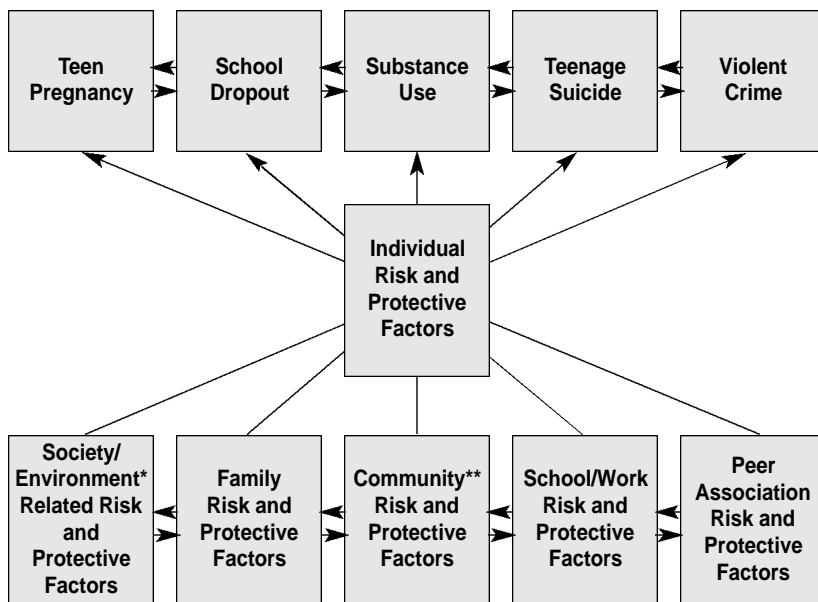 Teen
Pregnancy
School
Dropout
Substance
Use
Teenage
Suicide
Violent
Crime
Individual
Risk and
Protective
Factors
Society/
Environment*
Related Risk
and
Protective
Factors
Family
Risk and
Protective
Factors
Community**
Risk and
Protective
Factors
School/Work
Risk and
Protective
Factors
Peer
Association
Risk and
Protective
Factors